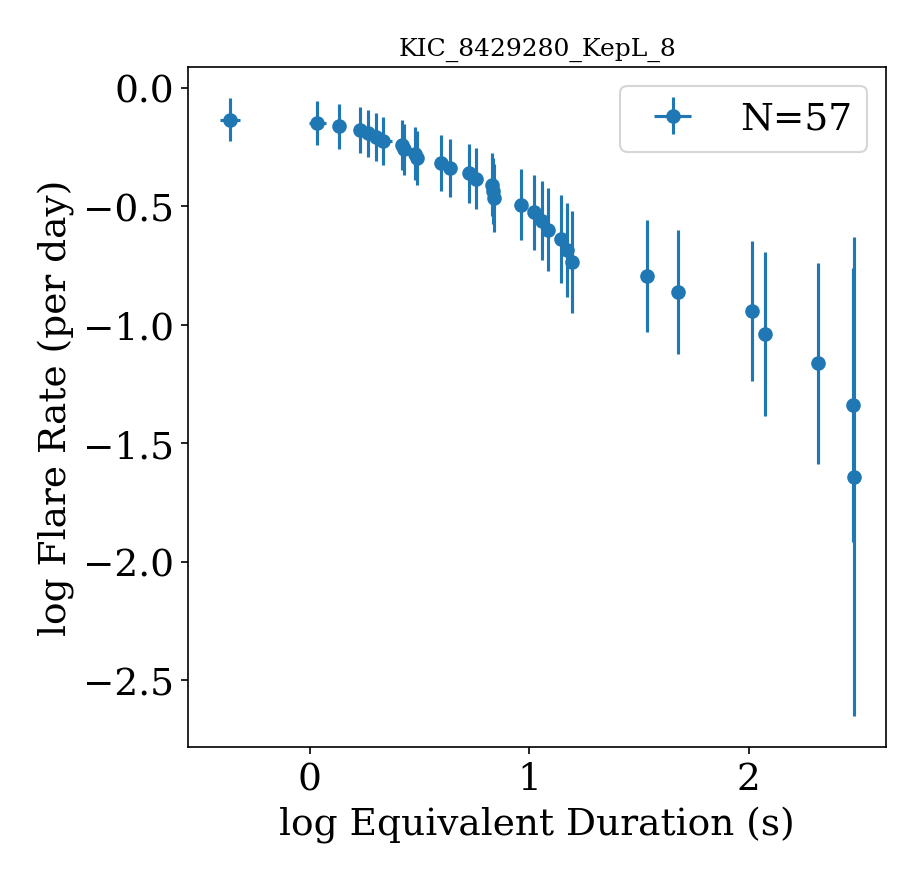 KIC_8429280_KepL_8
N=57
log Flare Rate (per day)
0.0
−0.5
−1.0
−1.5
−2.0
−2.5
0 1 2
log Equivalent Duration (s)